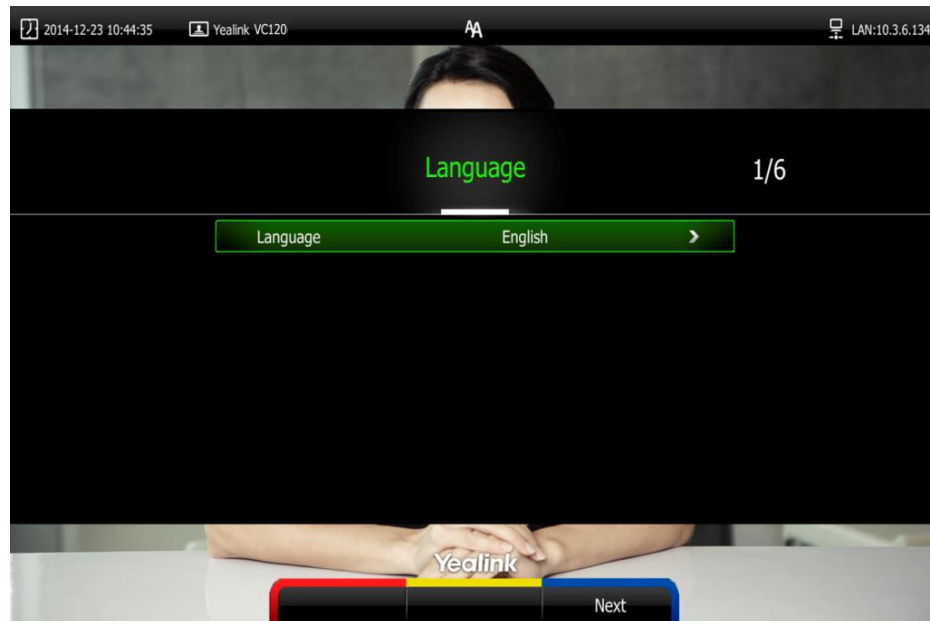 2014-12-23 10:44:35 Yealink VC120 AA LAN:10.3.6.134
Language 1/6
Language English
Yealink
Next